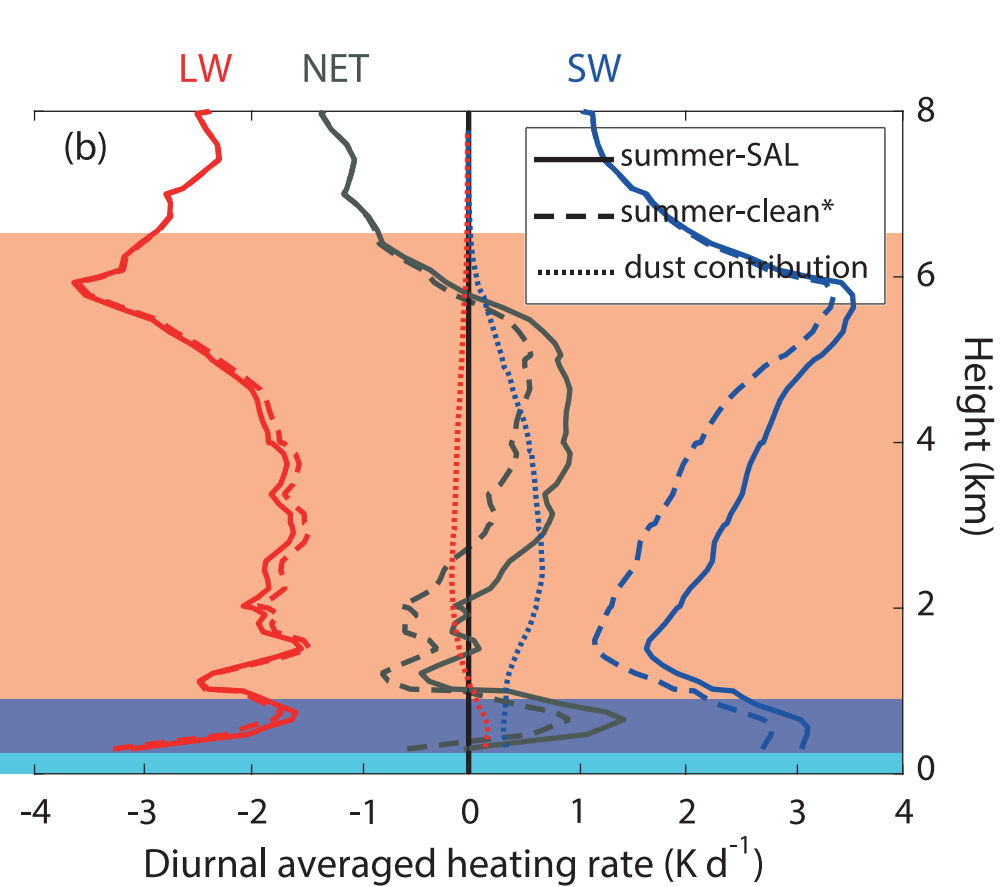 LW NET SW
8
(b)
summer-SAL
summer-clean*
dust contribution
6
4
2
0
Height (km)
-4 -3 -2 -1 0 1 2 3 4
Diurnal averaged heating rate (K d⁻¹)